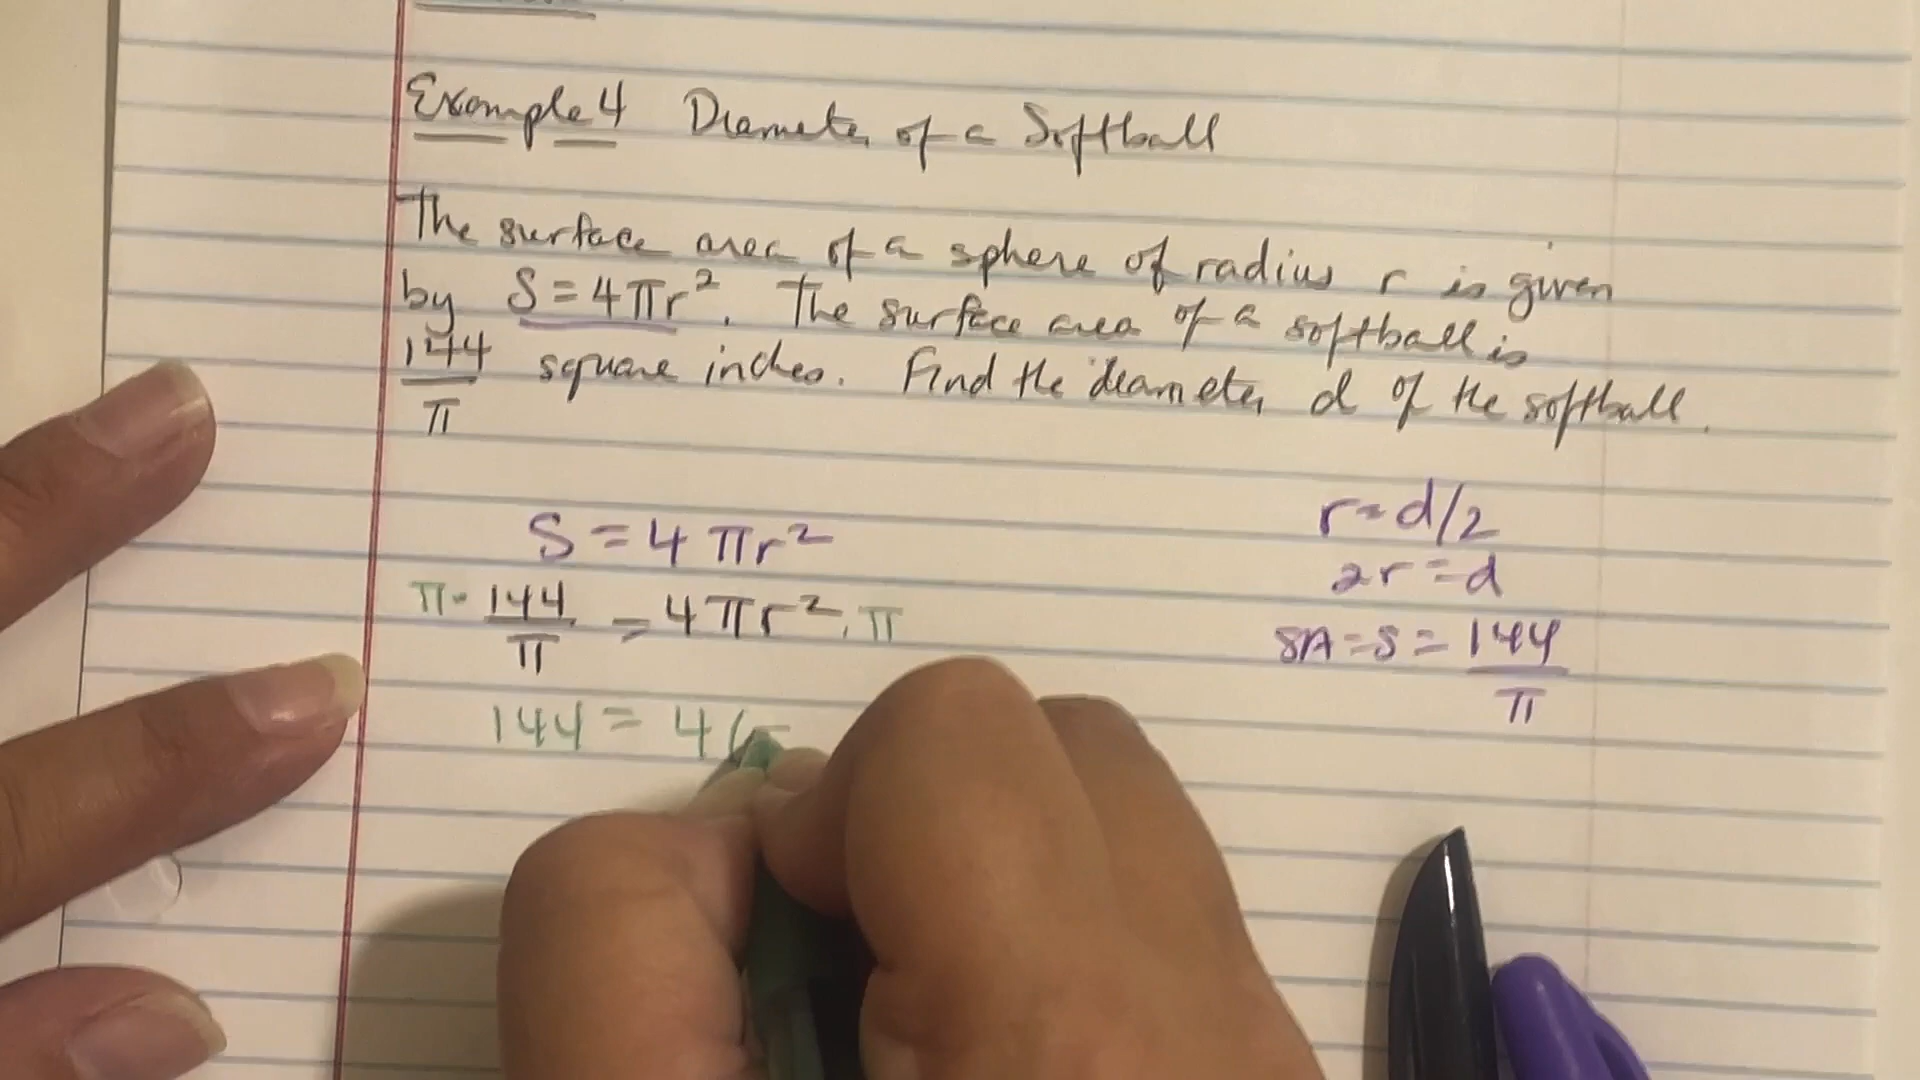 Example 4 Diameter of a Softball
The surface area of a sphere of radius r is given
by S = 4πr². The surface area of a softball is
144/π square inches. Find the diameter d of the softball.
S = 4πr²
π · 144/π = 4πr² · π
144 = 4(
r = d/2
2r = d
SA = S = 144/π